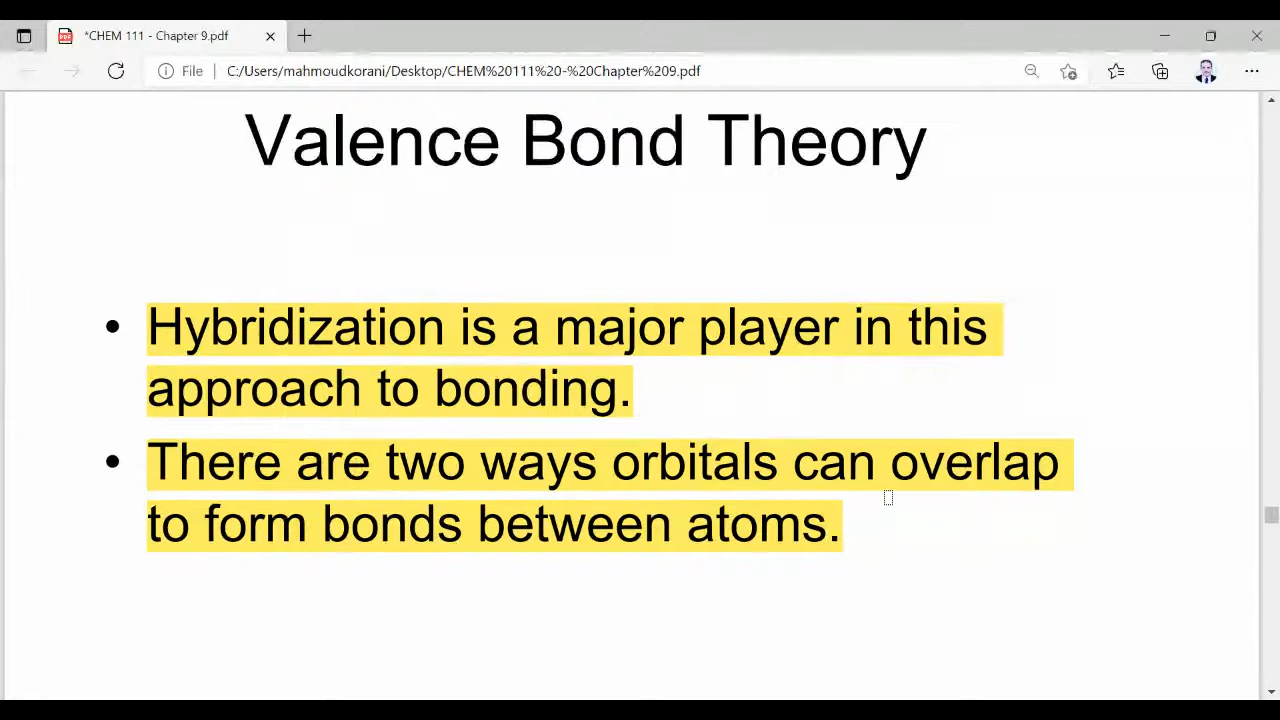 *CHEM 111 - Chapter 9.pdf
File
C:/Users/mahmoudkorani/Desktop/CHEM%20111%20-%20Chapter%209.pdf
Valence Bond Theory
• Hybridization is a major player in this
approach to bonding.
• There are two ways orbitals can overlap
to form bonds between atoms.